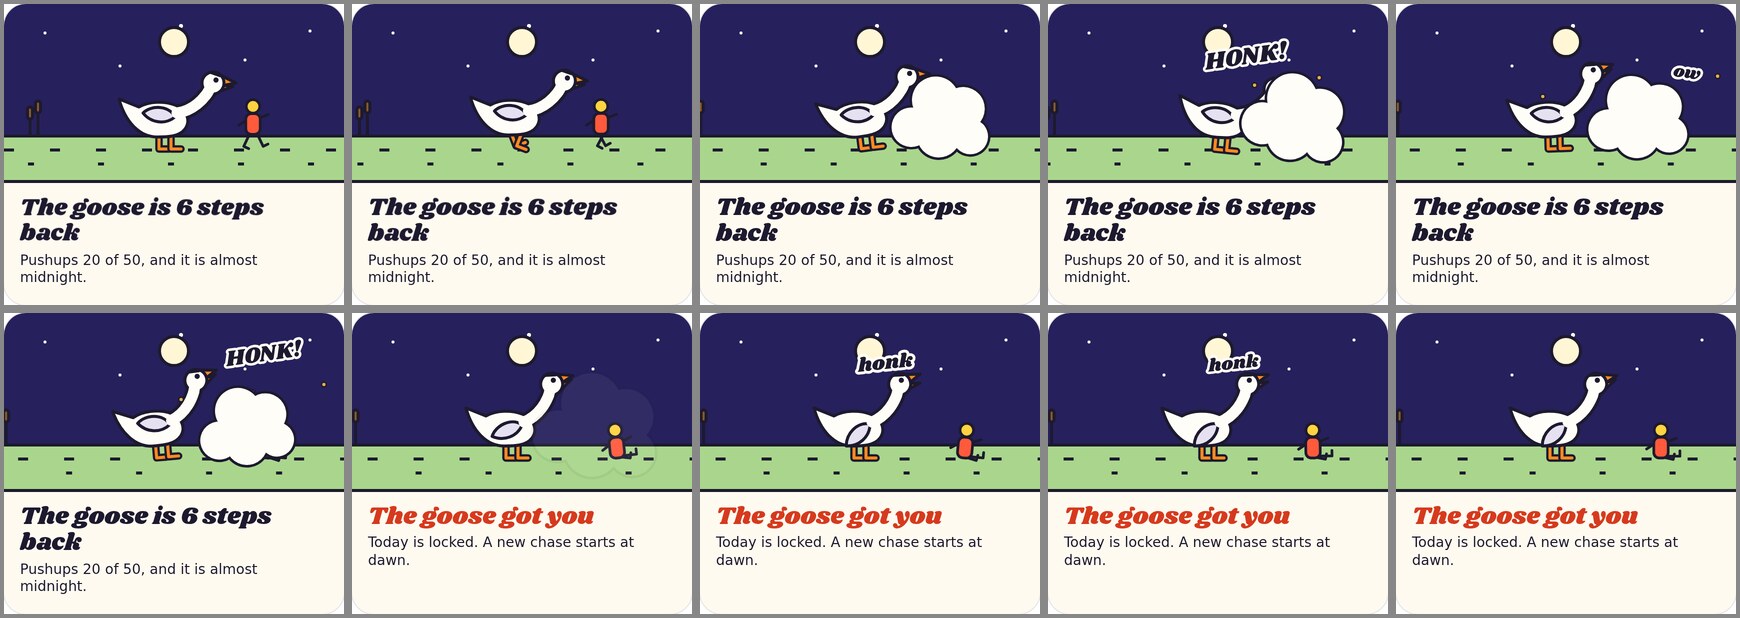 The goose is 6 steps
back
Pushups 20 of 50, and it is almost
midnight.
The goose is 6 steps
back
Pushups 20 of 50, and it is almost
midnight.
The goose is 6 steps
back
Pushups 20 of 50, and it is almost
midnight.
HONK!
The goose is 6 steps
back
Pushups 20 of 50, and it is almost
midnight.
ow
The goose is 6 steps
back
Pushups 20 of 50, and it is almost
midnight.
HONK!
The goose is 6 steps
back
Pushups 20 of 50, and it is almost
midnight.
The goose got you
Today is locked. A new chase starts at
dawn.
honk
The goose got you
Today is locked. A new chase starts at
dawn.
honk
The goose got you
Today is locked. A new chase starts at
dawn.
The goose got you
Today is locked. A new chase starts at
dawn.